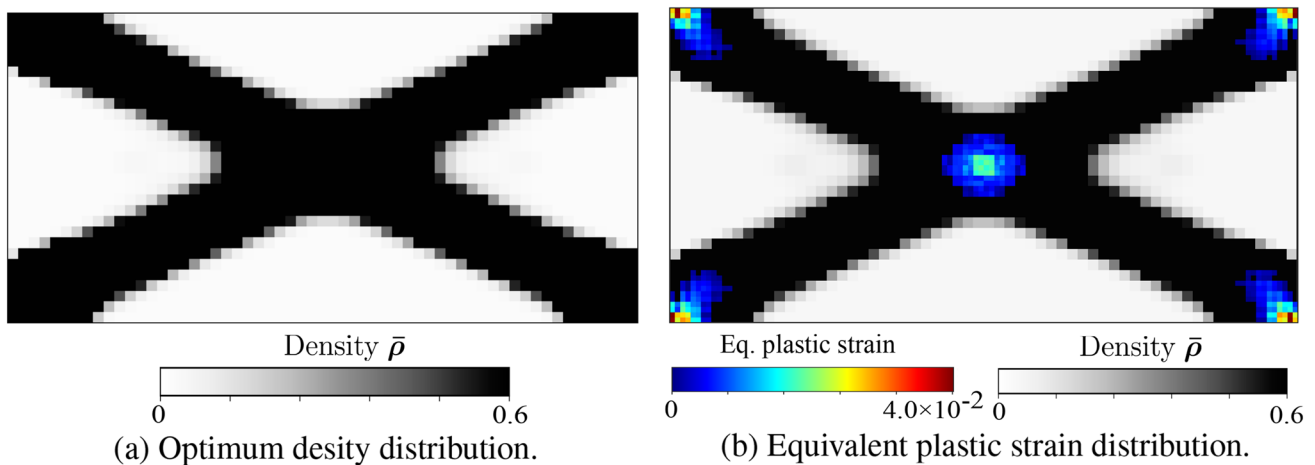 Density ρ̄
0 0.6
(a) Optimum desity distribution.
Eq. plastic strain
0 4.0×10⁻²
Density ρ̄
0 0.6
(b) Equivalent plastic strain distribution.